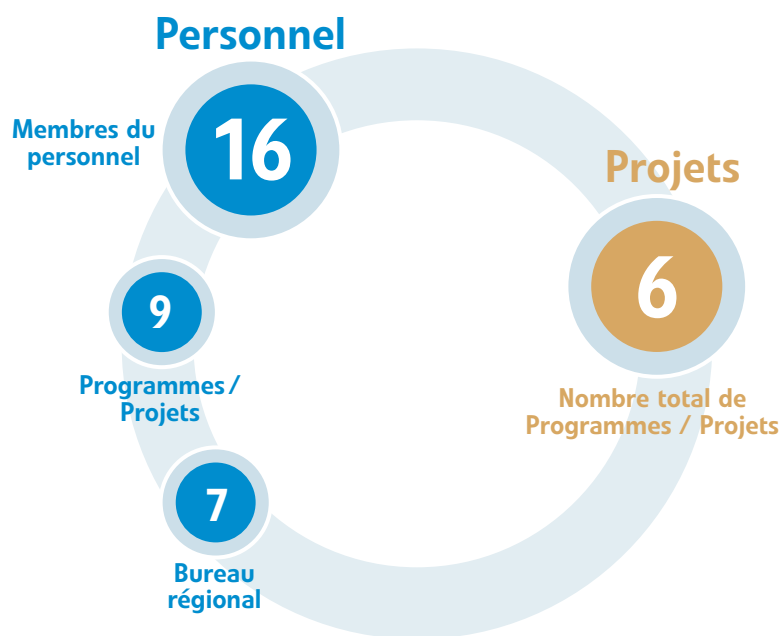 Personnel
Membres du
personnel
16
9
Programmes/
Projets
7
Bureau
régional
Projets
6
Nombre total de
Programmes / Projets